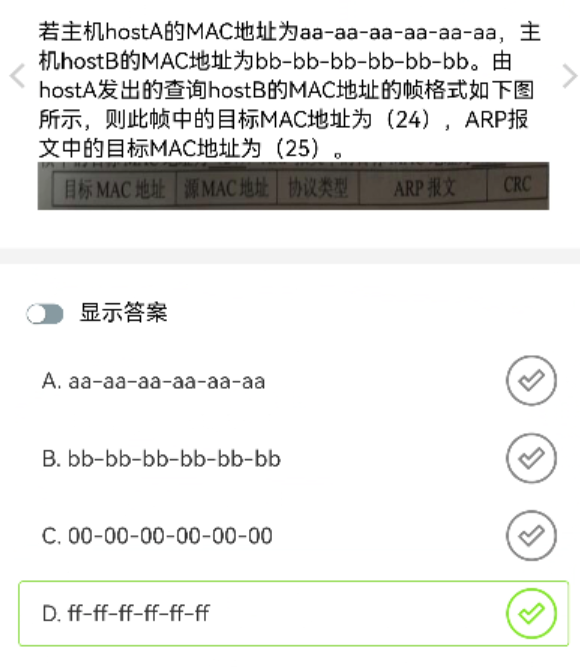 若主机hostA的MAC地址为aa-aa-aa-aa-aa-aa，主
机hostB的MAC地址为bb-bb-bb-bb-bb-bb。由
hostA发出的查询hostB的MAC地址的帧格式如下图
所示，则此帧中的目标MAC地址为（24），ARP报
文中的目标MAC地址为（25）。
目标MAC地址 源MAC地址 协议类型 ARP报文 CRC
显示答案
A. aa-aa-aa-aa-aa-aa
B. bb-bb-bb-bb-bb-bb
C. 00-00-00-00-00-00
D. ff-ff-ff-ff-ff-ff